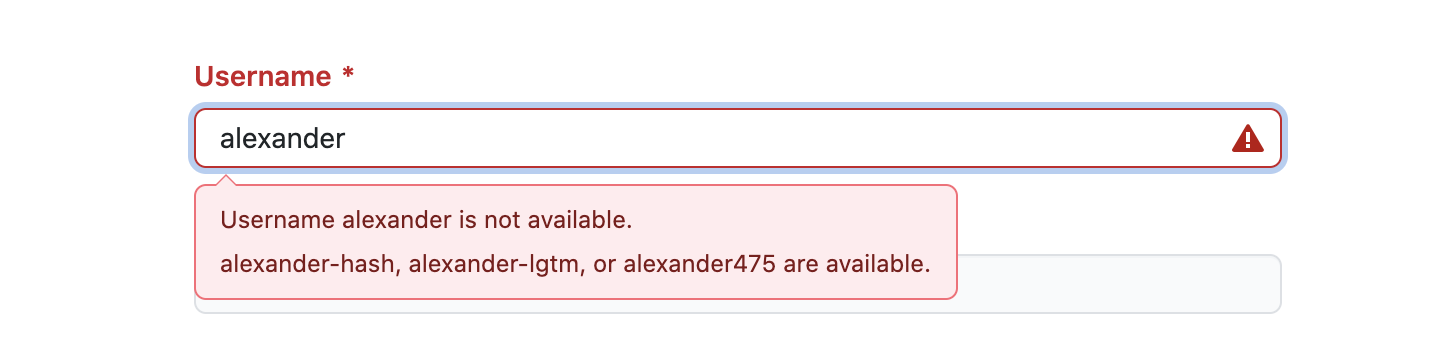 Username *
alexander
Username alexander is not available.
alexander-hash, alexander-lgtm, or alexander475 are available.